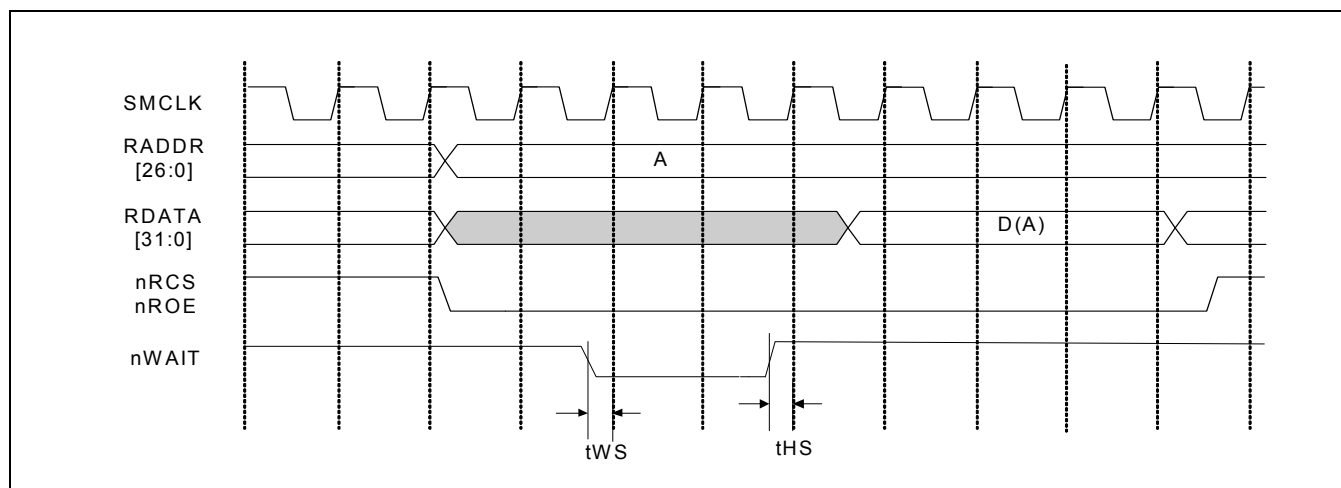 SMCLK
RADDR
[26:0]
A
RDATA
[31:0]
D(A)
nRCS
nROE
nWAIT
tWS
tHS